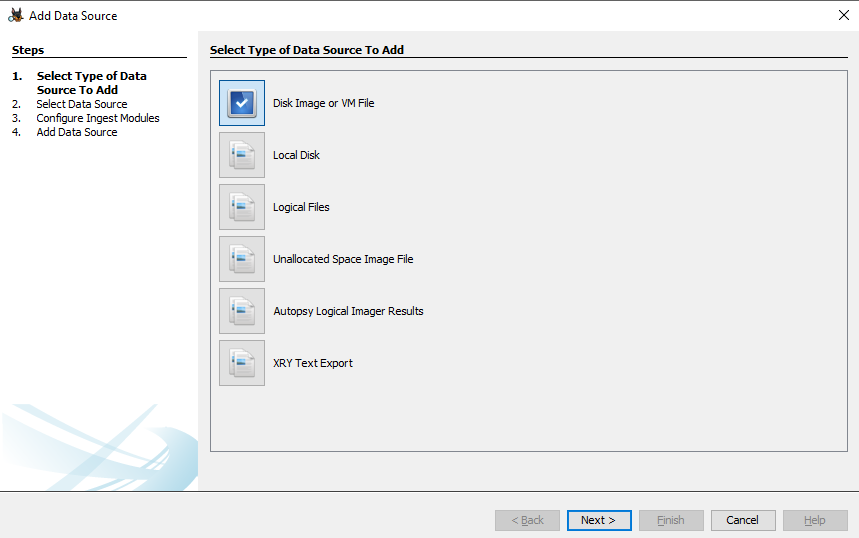 Add Data Source
Steps
1. Select Type of Data
Source To Add
2. Select Data Source
3. Configure Ingest Modules
4. Add Data Source
Select Type of Data Source To Add
Disk Image or VM File
Local Disk
Logical Files
Unallocated Space Image File
Autopsy Logical Imager Results
XRY Text Export
< Back
Next >
Finish
Cancel
Help